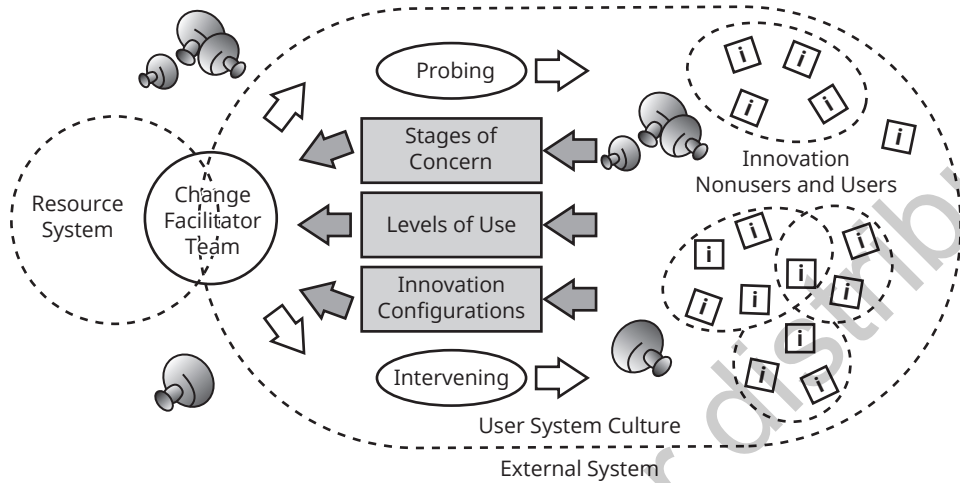 Probing
Stages of
Concern
Resource
System
Change
Facilitator
Team
Levels of Use
Innovation
Configurations
Intervening
i
i
i
i
i
Innovation
Nonusers and Users
i
i
i
i
i
i
i
i
i
i
User System Culture
External System
r distrib